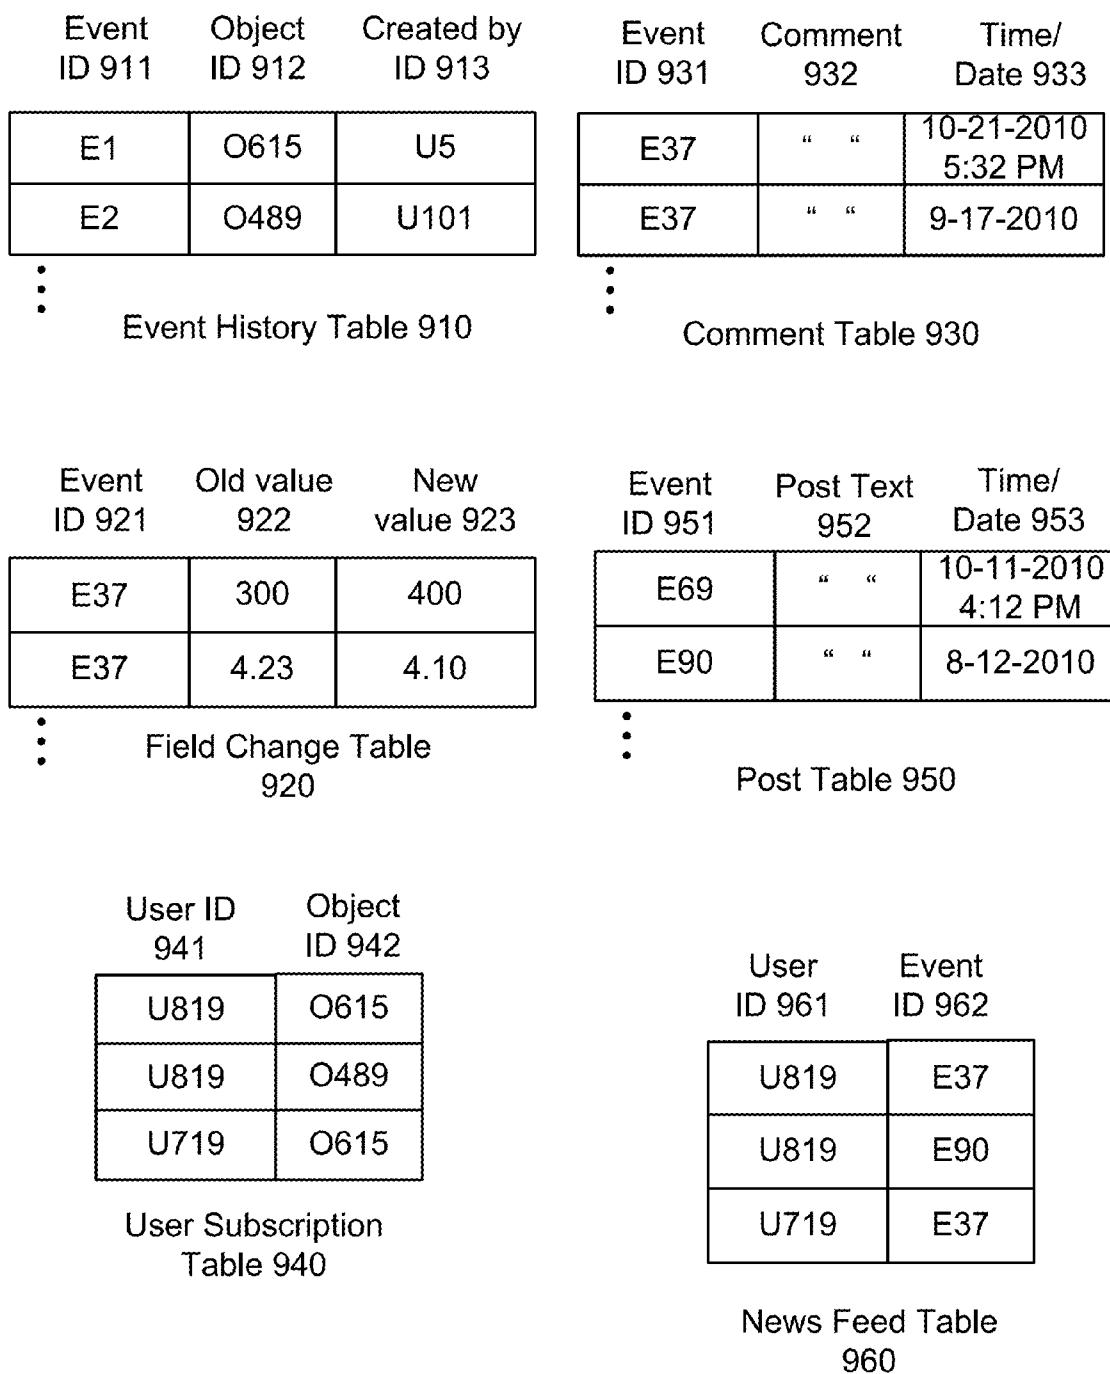 Event Object Created by
ID 911 ID 912 ID 913
E1 O615 U5
E2 O489 U101
Event History Table 910
Event Comment Time/
ID 931 932 Date 933
E37 “ “ 10-21-2010
5:32 PM
E37 “ “ 9-17-2010
Comment Table 930
Event Old value New
ID 921 922 value 923
E37 300 400
E37 4.23 4.10
Field Change Table
920
Event Post Text Time/
ID 951 952 Date 953
E69 “ “ 10-11-2010
4:12 PM
E90 “ “ 8-12-2010
Post Table 950
User ID Object
941 ID 942
U819 O615
U819 O489
U719 O615
User Subscription
Table 940
User Event
ID 961 ID 962
U819 E37
U819 E90
U719 E37
News Feed Table
960